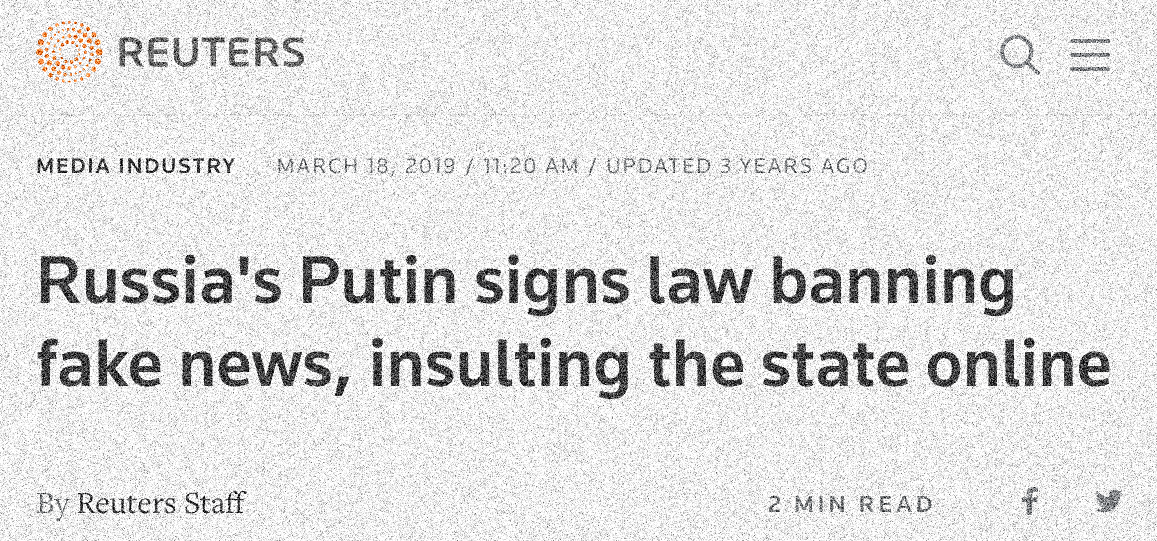 REUTERS
MEDIA INDUSTRY MARCH 18, 2019 / 11:20 AM / UPDATED 3 YEARS AGO
Russia's Putin signs law banning
fake news, insulting the state online
By Reuters Staff 2 MIN READ